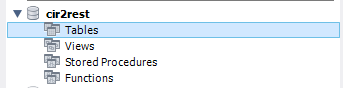 cir2rest
Tables
Views
Stored Procedures
Functions